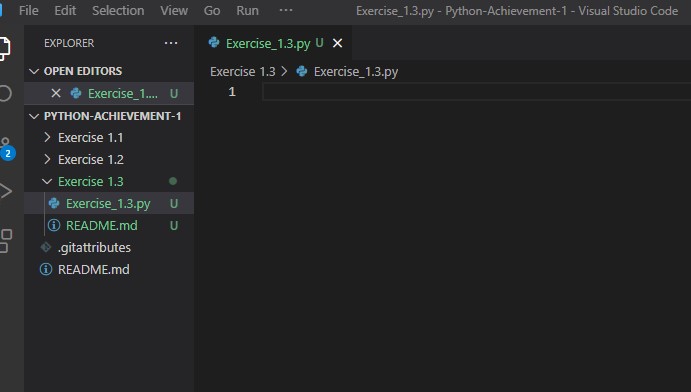 File Edit Selection View Go Run ··· Exercise_1.3.py - Python-Achievement-1 - Visual Studio Code
EXPLORER ···
Exercise_1.3.py U
OPEN EDITORS
Exercise_1.... U
Exercise 1.3 > Exercise_1.3.py
1
PYTHON-ACHIEVEMENT-1
Exercise 1.1
Exercise 1.2
2
Exercise 1.3
Exercise_1.3.py U
README.md U
.gitattributes
README.md